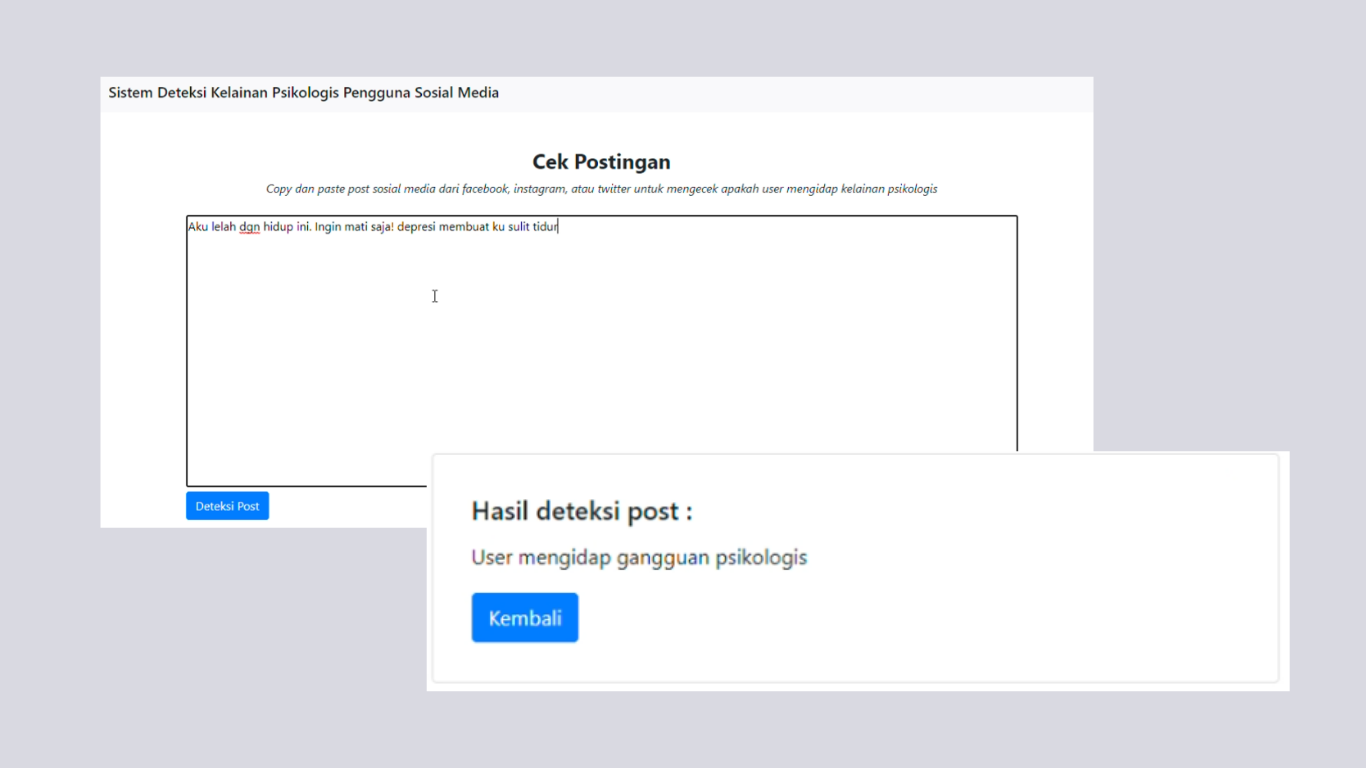 Sistem Deteksi Kelainan Psikologis Pengguna Sosial Media
Cek Postingan
Copy dan paste post sosial media dari facebook, instagram, atau twitter untuk mengecek apakah user mengidap kelainan psikologis
Aku lelah dgn hidup ini. Ingin mati saja! depresi membuat ku sulit tidur
Deteksi Post
Hasil deteksi post :
User mengidap gangguan psikologis
Kembali